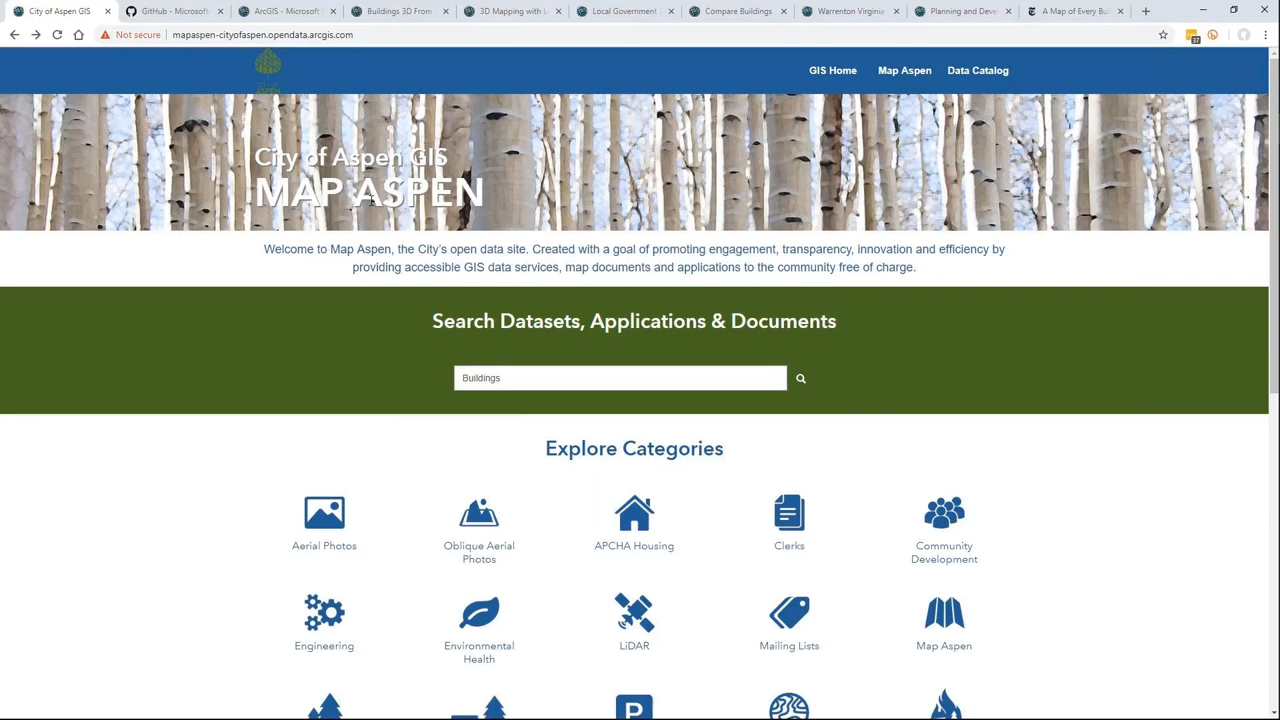 City of Aspen GIS
GitHub - Microsoft
ArcGIS - Microsoft
Buildings 3D From
3D Mapping with L
Local Government
Compare Buildings
Warrenton Virginia
Planning and Deve
A Map of Every Bui
Not secure
mapaspen-cityofaspen.opendata.arcgis.com
37
ASPEN
GIS Home
Map Aspen
Data Catalog
City of Aspen GIS
MAP ASPEN
Welcome to Map Aspen, the City's open data site. Created with a goal of promoting engagement, transparency, innovation and efficiency by
providing accessible GIS data services, map documents and applications to the community free of charge.
Search Datasets, Applications & Documents
Buildings
Explore Categories
Aerial Photos
Oblique Aerial
Photos
APCHA Housing
Clerks
Community
Development
Engineering
Environmental
Health
LiDAR
Mailing Lists
Map Aspen
P